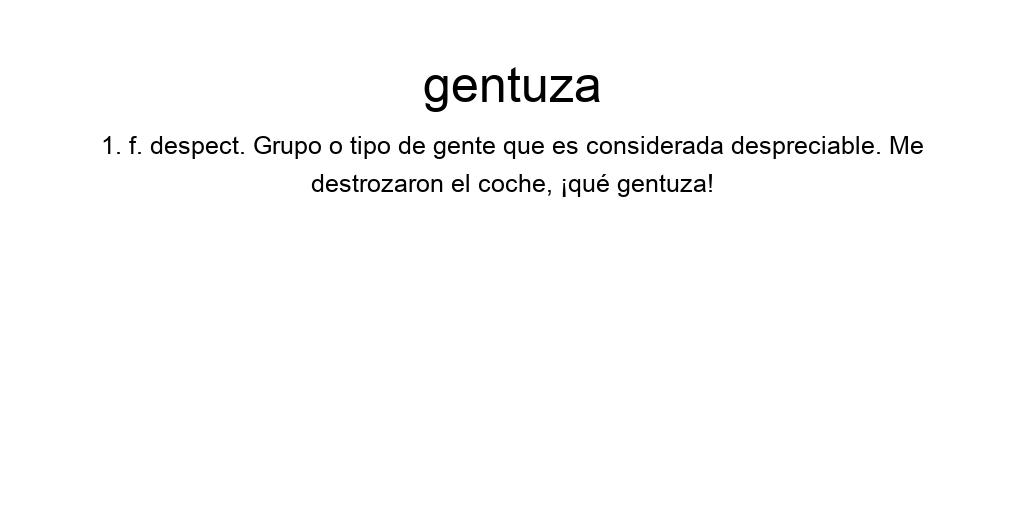 gentuza
1. f. despect. Grupo o tipo de gente que es considerada despreciable. Me
destrozaron el coche, ¡qué gentuza!